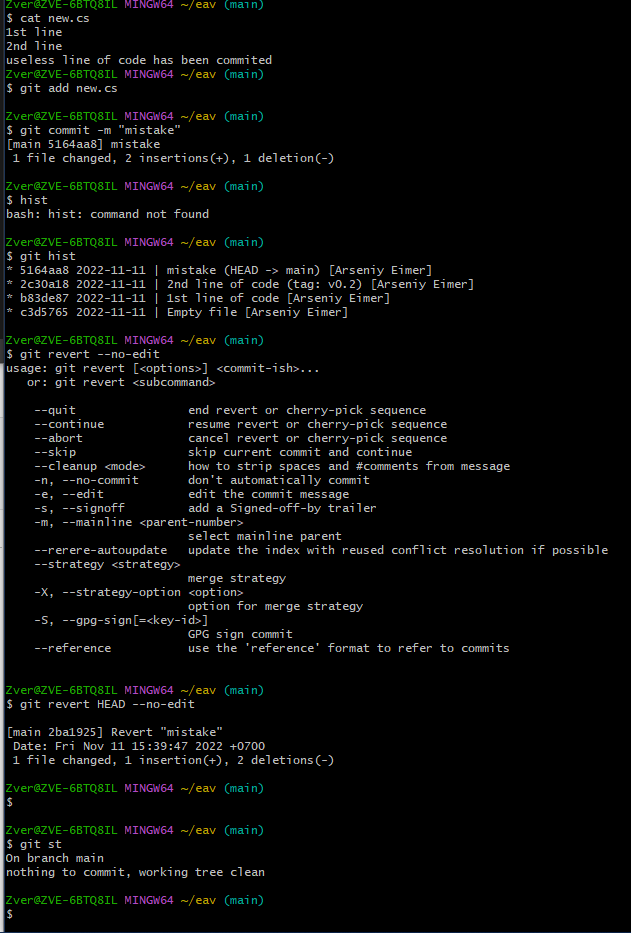 Zver@ZVE-6BTQ8IL MINGW64 ~/eav (main)
$ cat new.cs
1st line
2nd line
useless line of code has been commited
Zver@ZVE-6BTQ8IL MINGW64 ~/eav (main)
$ git add new.cs
Zver@ZVE-6BTQ8IL MINGW64 ~/eav (main)
$ git commit -m "mistake"
[main 5164aa8] mistake
 1 file changed, 2 insertions(+), 1 deletion(-)
Zver@ZVE-6BTQ8IL MINGW64 ~/eav (main)
$ hist
bash: hist: command not found
Zver@ZVE-6BTQ8IL MINGW64 ~/eav (main)
$ git hist
* 5164aa8 2022-11-11 | mistake (HEAD -> main) [Arseniy Eimer]
* 2c30a18 2022-11-11 | 2nd line of code (tag: v0.2) [Arseniy Eimer]
* b83de87 2022-11-11 | 1st line of code [Arseniy Eimer]
* c3d5765 2022-11-11 | Empty file [Arseniy Eimer]
Zver@ZVE-6BTQ8IL MINGW64 ~/eav (main)
$ git revert --no-edit
usage: git revert [<options>] <commit-ish>...
   or: git revert <subcommand>
    --quit                end revert or cherry-pick sequence
    --continue            resume revert or cherry-pick sequence
    --abort               cancel revert or cherry-pick sequence
    --skip                skip current commit and continue
    --cleanup <mode>      how to strip spaces and #comments from message
    -n, --no-commit       don't automatically commit
    -e, --edit            edit the commit message
    -s, --signoff         add a Signed-off-by trailer
    -m, --mainline <parent-number>
                          select mainline parent
    --rerere-autoupdate   update the index with reused conflict resolution if possible
    --strategy <strategy>
                          merge strategy
    -X, --strategy-option <option>
                          option for merge strategy
    -S, --gpg-sign[=<key-id>]
                          GPG sign commit
    --reference           use the 'reference' format to refer to commits
Zver@ZVE-6BTQ8IL MINGW64 ~/eav (main)
$ git revert HEAD --no-edit
[main 2ba1925] Revert "mistake"
 Date: Fri Nov 11 15:39:47 2022 +0700
 1 file changed, 1 insertion(+), 2 deletions(-)
Zver@ZVE-6BTQ8IL MINGW64 ~/eav (main)
$
Zver@ZVE-6BTQ8IL MINGW64 ~/eav (main)
$ git st
On branch main
nothing to commit, working tree clean
Zver@ZVE-6BTQ8IL MINGW64 ~/eav (main)
$